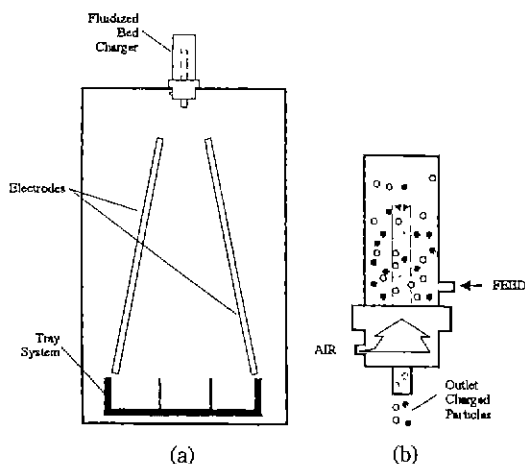 Fluidized
Bed
Charger
Electrodes
Tray
System
(a)
FEED
AIR
Outlet
Charged
Particles
(b)